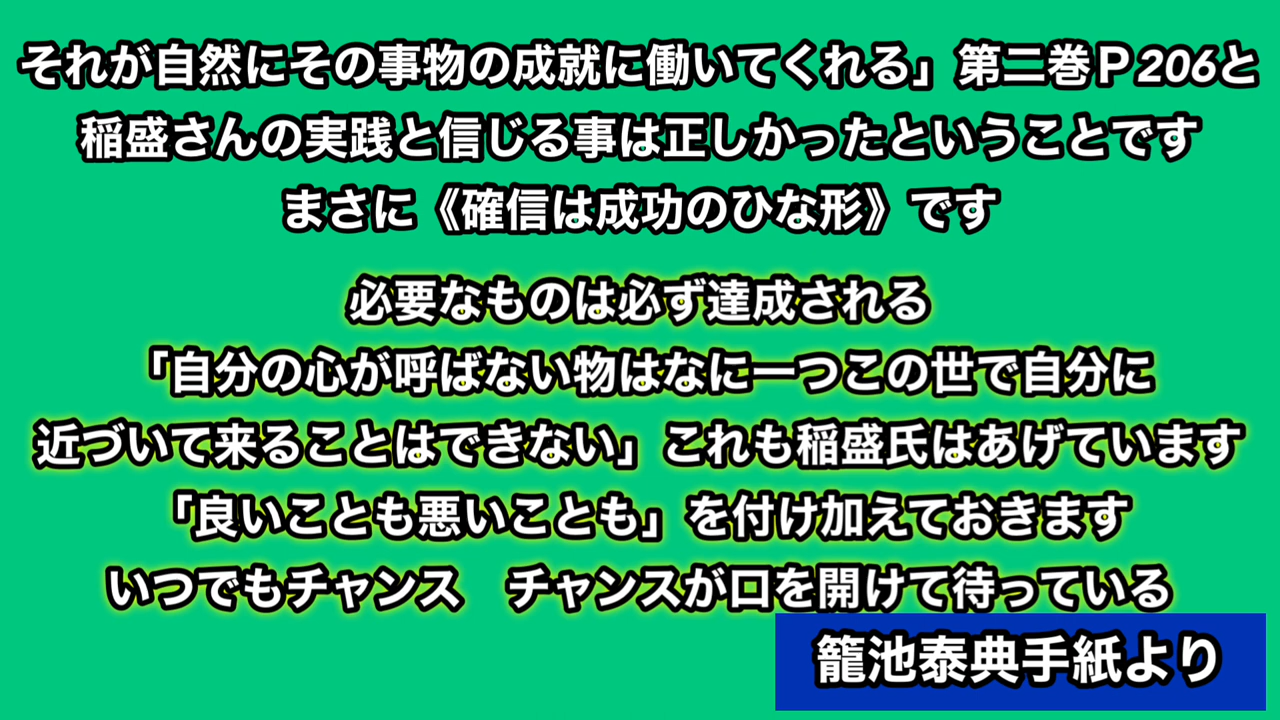 それが自然にその事物の成就に働いてくれる」第二巻Ｐ206と
稲盛さんの実践と信じる事は正しかったということです
まさに《確信は成功のひな形》です
必要なものは必ず達成される
「自分の心が呼ばない物はなに一つこの世で自分に
近づいて来ることはできない」これも稲盛氏はあげています
「良いことも悪いことも」を付け加えておきます
いつでもチャンス　チャンスが口を開けて待っている
籠池泰典手紙より